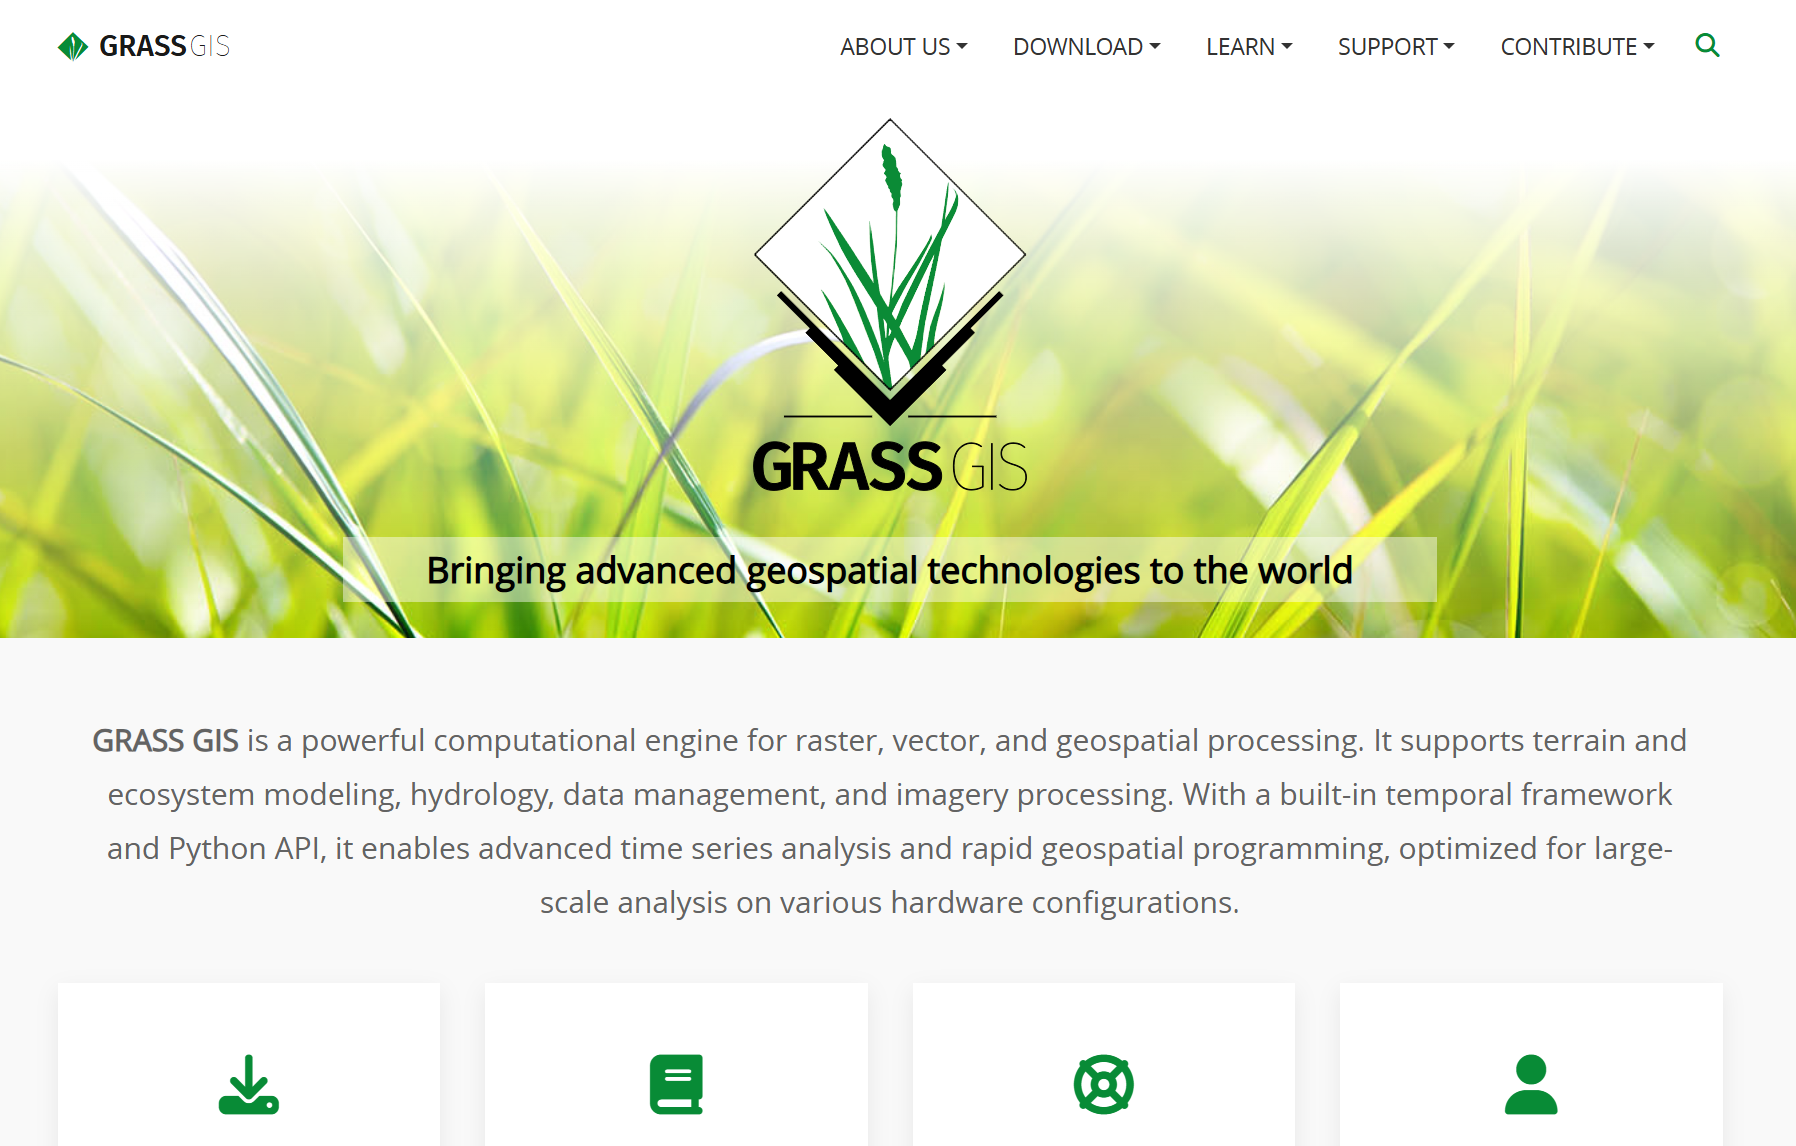 GRASS GIS
ABOUT US
DOWNLOAD
LEARN
SUPPORT
CONTRIBUTE
GRASS GIS
Bringing advanced geospatial technologies to the world
GRASS GIS is a powerful computational engine for raster, vector, and geospatial processing. It supports terrain and
ecosystem modeling, hydrology, data management, and imagery processing. With a built-in temporal framework
and Python API, it enables advanced time series analysis and rapid geospatial programming, optimized for large-
scale analysis on various hardware configurations.